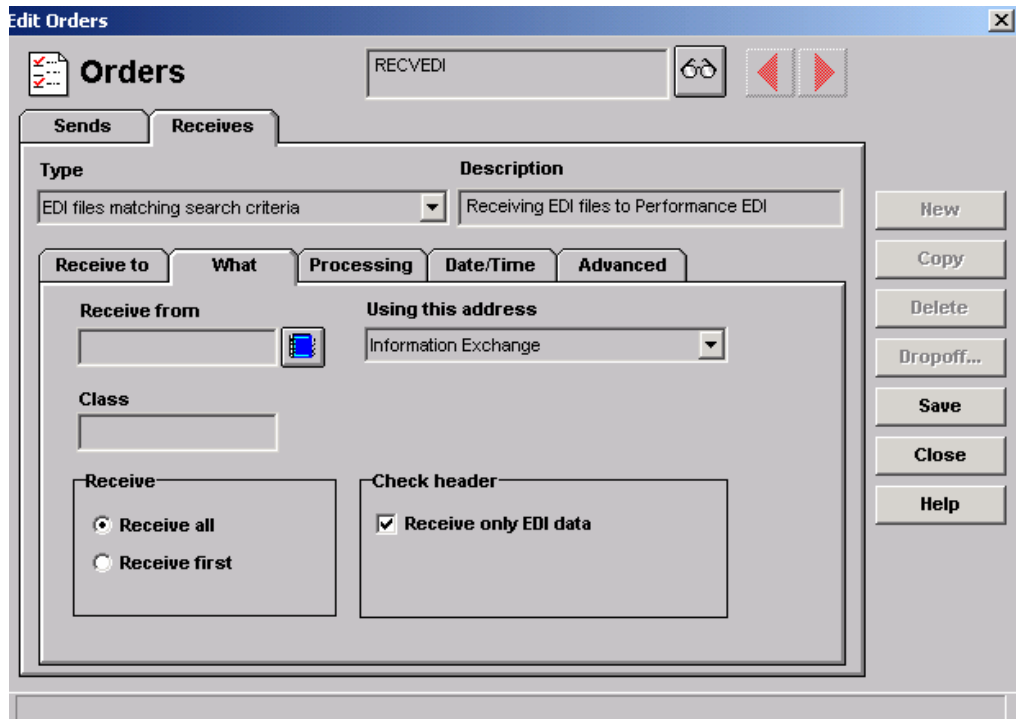 Edit Orders
Orders
RECVEDI
Sends
Receives
Type
Description
EDI files matching search criteria
Receiving EDI files to Performance EDI
New
Copy
Delete
Dropoff...
Save
Close
Help
Receive to
What
Processing
Date/Time
Advanced
Receive from
Using this address
Information Exchange
Class
Receive
Receive all
Receive first
Check header
Receive only EDI data